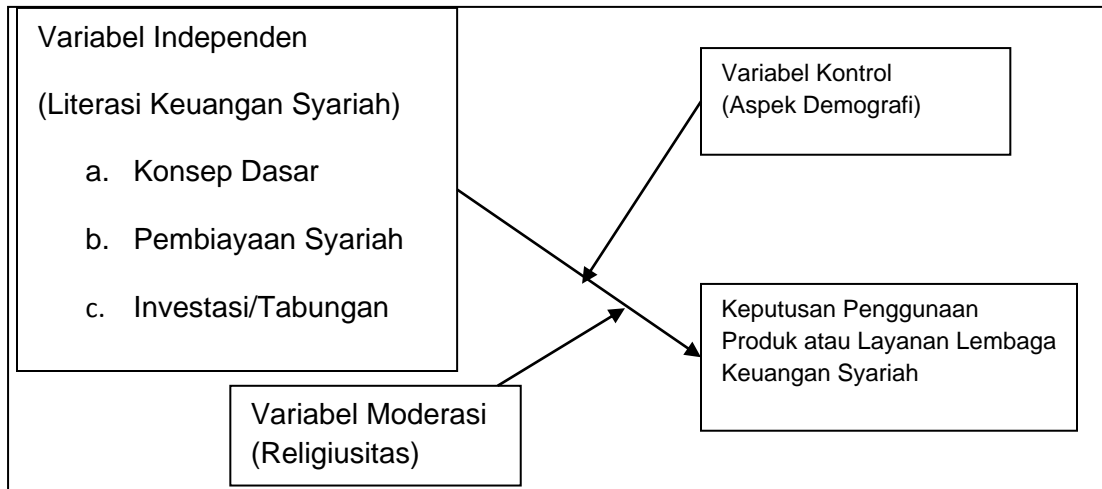 Variabel Independen
(Literasi Keuangan Syariah)
a. Konsep Dasar
b. Pembiayaan Syariah
c. Investasi/Tabungan
Variabel Kontrol
(Aspek Demografi)
Keputusan Penggunaan
Produk atau Layanan Lembaga
Keuangan Syariah
Variabel Moderasi
(Religiusitas)